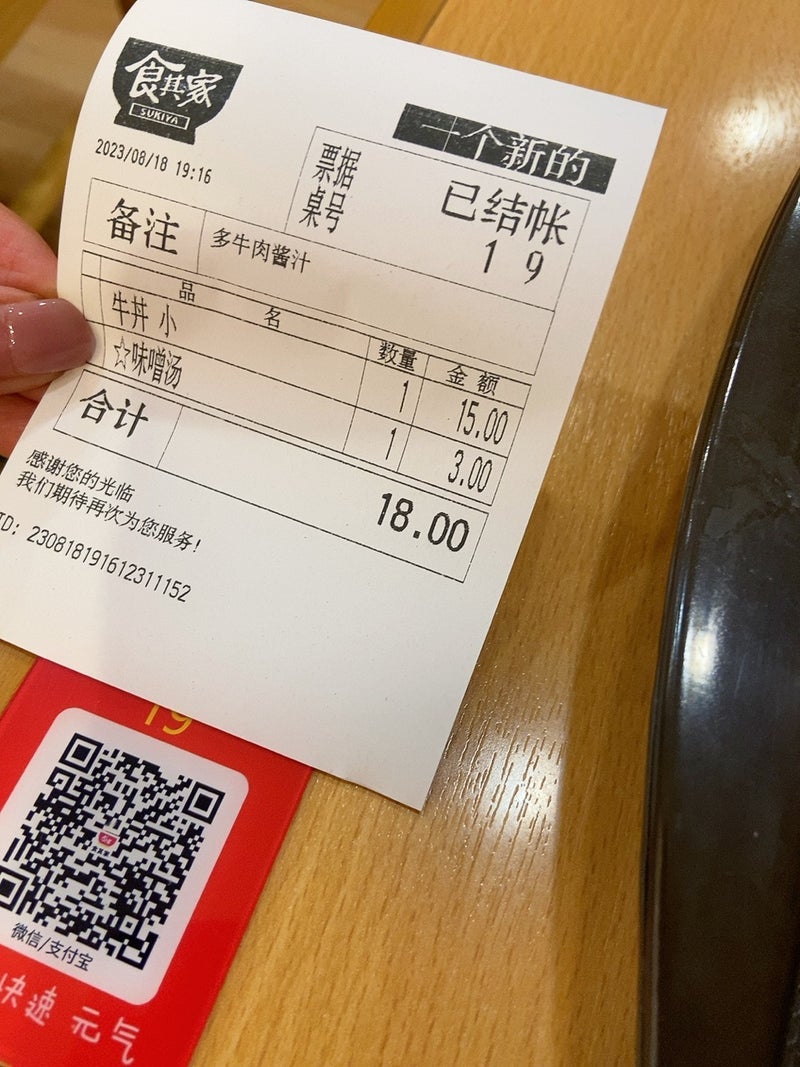 食其家
SUKIYA
一个新的
2023/08/18 19:16
票据 已结帐
桌号 19
备注 多牛肉酱汁
品 名 数量 金额
牛丼 小 1 15.00
☆味噌汤 1 3.00
合计 18.00
感谢您的光临
我们期待再次为您服务!
ID: 230818191612311152
19
微信/支付宝
快速 元气